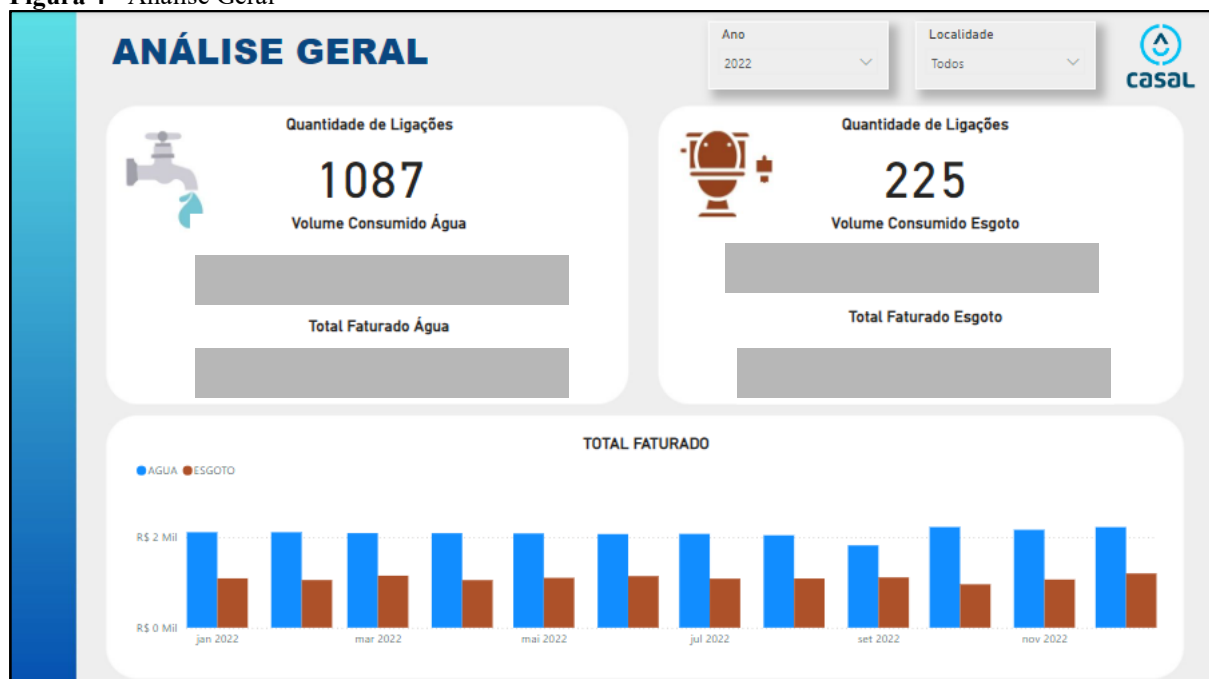 Figura 4 - Análise Geral
ANÁLISE GERAL
Ano
2022
Localidade
Todos
casal
Quantidade de Ligações
1087
Volume Consumido Água
Total Faturado Água
Quantidade de Ligações
225
Volume Consumido Esgoto
Total Faturado Esgoto
TOTAL FATURADO
AGUA ESGOTO
R$ 2 Mil
R$ 0 Mil
jan 2022 mar 2022 mai 2022 jul 2022 set 2022 nov 2022